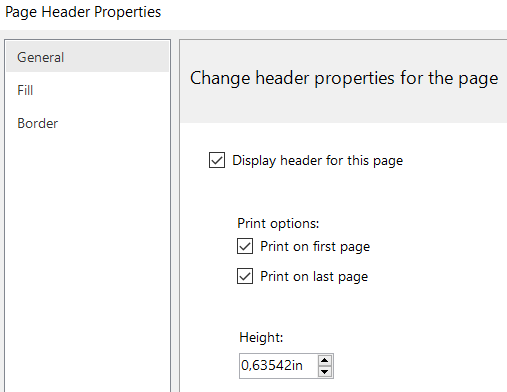 Page Header Properties
General
Fill
Border
Change header properties for the page
Display header for this page
Print options:
Print on first page
Print on last page
Height:
0,63542in